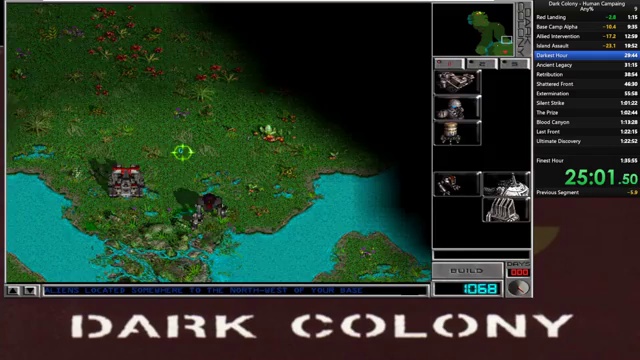 Dark Colony - Human Campaing
Any% 9
Red Landing -2.8 1:15
Base Camp Alpha -10.4 9:35
Allied Intervention -17.2 12:59
Island Assault -23.1 19:52
Darkest Hour 29:44
Ancient Legacy 31:15
Retribution 38:54
Shattered Front 46:30
Extermination 55:58
Silent Strike 1:01:22
The Prize 1:02:44
Blood Canyon 1:13:28
Last Front 1:22:15
Ultimate Discovery 1:22:52
Finest Hour 1:35:55
25:01.50
Previous Segment -5.9
DARK COLONY
BUILD
DAYS
000
1068
ALIENS LOCATED SOMEWHERE TO THE NORTH-WEST OF YOUR BASE
DARK COLONY